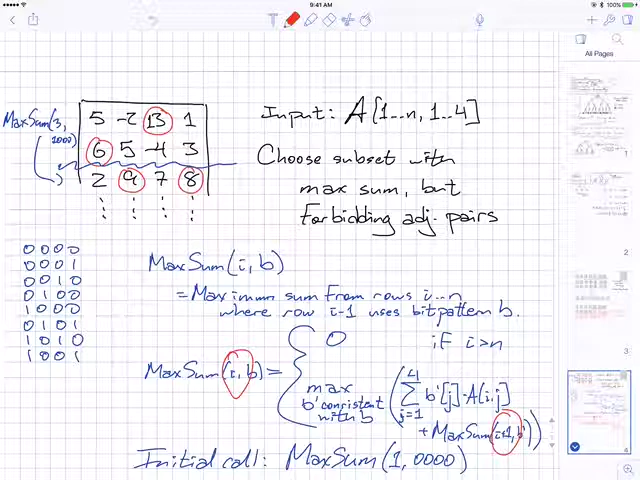 9:41 AM
100%
All Pages
MaxSum(3,
1000)
5 -2 13 1
6 5 -4 3
2 9 7 8
Input: A[1...n, 1..4]
Choose subset with
max sum, but
forbidding adj. pairs
0000
0001
0010
0100
1000
0101
1010
1001
MaxSum(i,b)
= Maximum sum from rows i...n
where row i-1 uses bit pattern b.
MaxSum(i,b) = { 0 if i>n
max b' consistent with b ( ∑ j=1 4 b'[j]·A[i,j]
+ MaxSum(i+1,b') )
Initial call: MaxSum(1,0000)
1
2
3
4